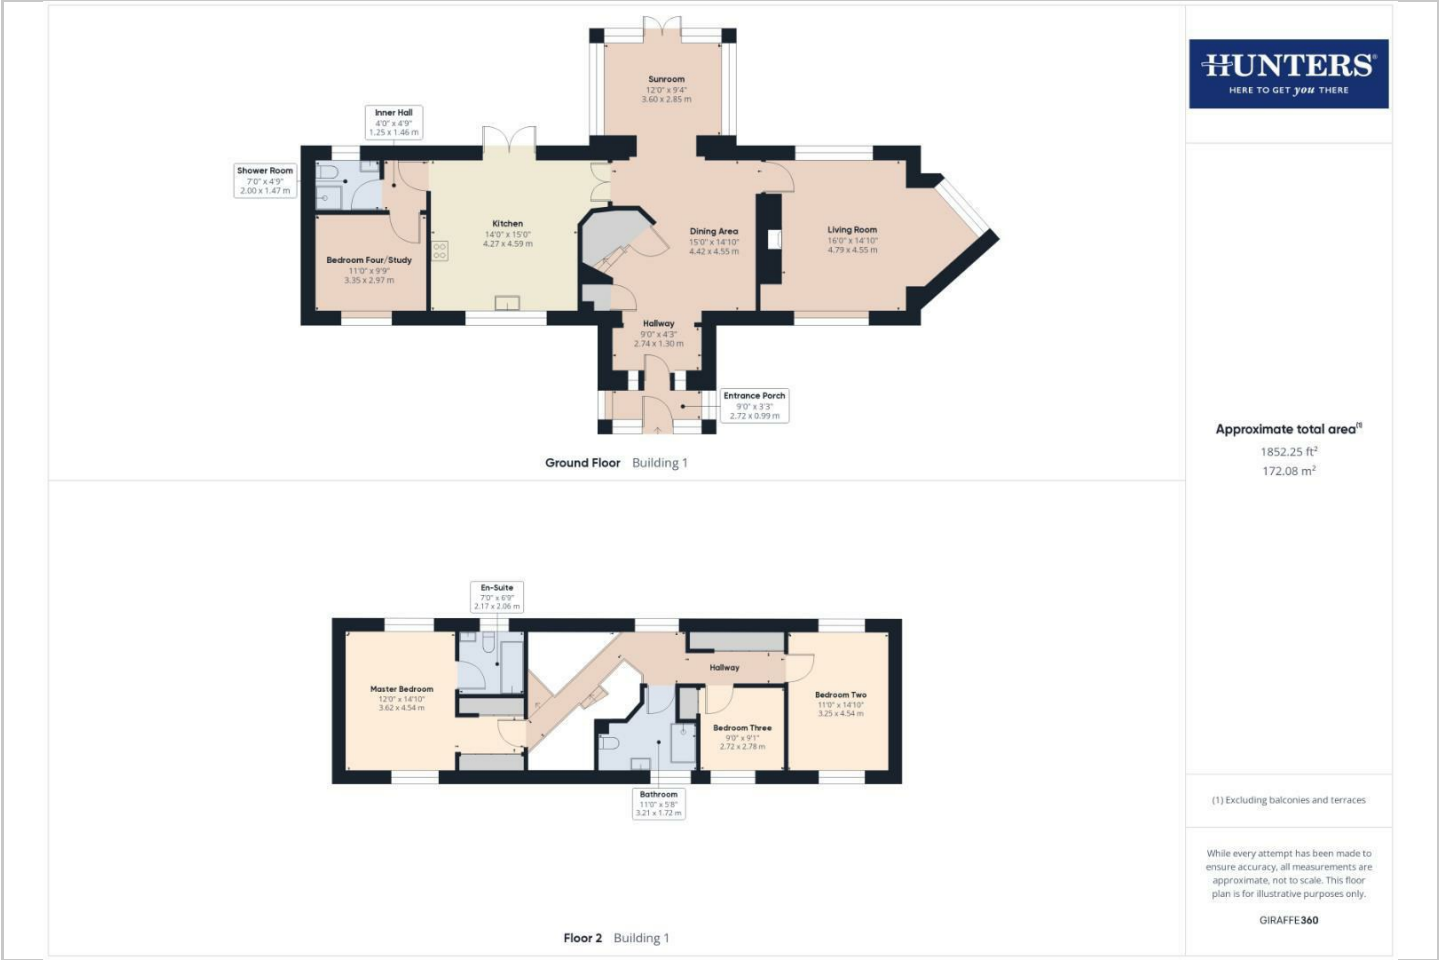 Sunroom
12'0" x 9'4"
3.60 x 2.85 m
Inner Hall
4'0" x 4'9"
1.25 x 1.46 m
Shower Room
7'0" x 4'9"
2.00 x 1.47 m
Kitchen
14'0" x 15'0"
4.27 x 4.59 m
Dining Area
15'0" x 14'10"
4.42 x 4.55 m
Living Room
16'0" x 14'10"
4.79 x 4.55 m
Bedroom Four/Study
11'0" x 9'9"
3.35 x 2.97 m
Hallway
9'0" x 4'3"
2.74 x 1.30 m
Entrance Porch
9'0" x 3'3"
2.72 x 0.99 m
Ground Floor Building 1
En-Suite
7'0" x 6'9"
2.17 x 2.06 m
Master Bedroom
12'0" x 14'10"
3.62 x 4.54 m
Hallway
Bedroom Two
11'0" x 14'10"
3.25 x 4.54 m
Bedroom Three
9'0" x 9'1"
2.72 x 2.78 m
Bathroom
11'0" x 5'8"
3.21 x 1.72 m
Floor 2 Building 1
HUNTERS®
HERE TO GET you THERE
Approximate total area(1)
1852.25 ft²
172.08 m²
(1) Excluding balconies and terraces
While every attempt has been made to
ensure accuracy, all measurements are
approximate, not to scale. This floor
plan is for illustrative purposes only.
GIRAFFE360